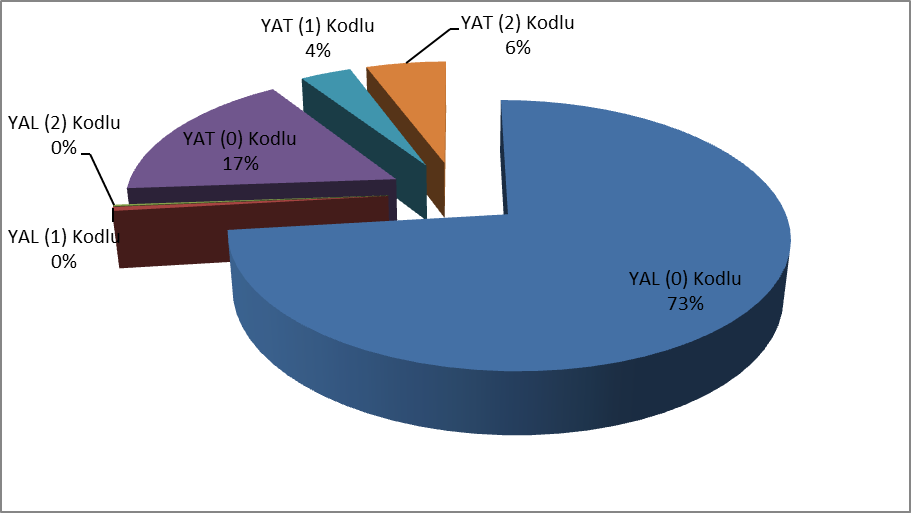 YAT (1) Kodlu
4%
YAT (2) Kodlu
6%
YAL (2) Kodlu
0%
YAT (0) Kodlu
17%
YAL (1) Kodlu
0%
YAL (0) Kodlu
73%